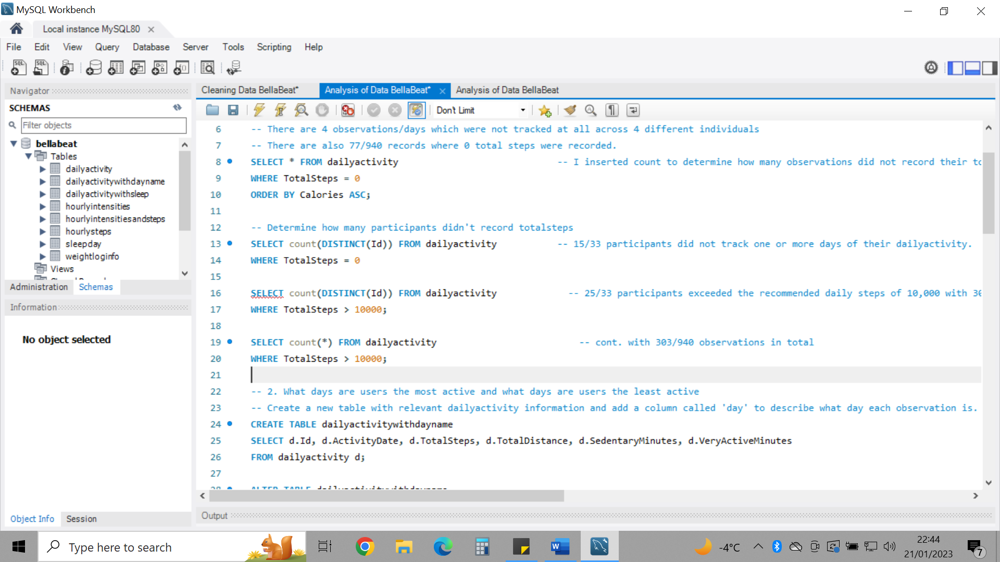 MySQL Workbench
Local instance MySQL80
File Edit View Query Database Server Tools Scripting Help
SQL SQL
Navigator
SCHEMAS
Filter objects
bellabeat
Tables
dailyactivity
dailyactivitywithdayname
dailyactivitywithsleep
hourlyintensities
hourlyintensitiesandsteps
hourlysteps
sleepday
weightloginfo
Views
Administration Schemas
Information
No object selected
Object Info Session
Cleaning Data BellaBeat* Analysis of Data BellaBeat* Analysis of Data BellaBeat
Don't Limit
6 -- There are 4 observations/days which were not tracked at all across 4 different individuals
7 -- There are also 77/940 records where 0 total steps were recorded.
8 SELECT * FROM dailyactivity -- I inserted count to determine how many observations did not record their to
9 WHERE TotalSteps = 0
10 ORDER BY Calories ASC;
11
12 -- Determine how many participants didn't record totalsteps
13 SELECT count(DISTINCT(Id)) FROM dailyactivity -- 15/33 participants did not track one or more days of their dailyactivity.
14 WHERE TotalSteps = 0
15
16 SELECT count(DISTINCT(Id)) FROM dailyactivity -- 25/33 participants exceeded the recommended daily steps of 10,000 with 30
17 WHERE TotalSteps > 10000;
18
19 SELECT count(*) FROM dailyactivity -- cont. with 303/940 observations in total
20 WHERE TotalSteps > 10000;
21
22 -- 2. What days are users the most active and what days are users the least active
23 -- Create a new table with relevant dailyactivity information and add a column called 'day' to describe what day each observation is.
24 CREATE TABLE dailyactivitywithdayname
25 SELECT d.Id, d.ActivityDate, d.TotalSteps, d.TotalDistance, d.SedentaryMinutes, d.VeryActiveMinutes
26 FROM dailyactivity d;
27
28 ALTER TABLE dailyactivitywithdayname
Output
Type here to search
-4°C
22:44
21/01/2023
7